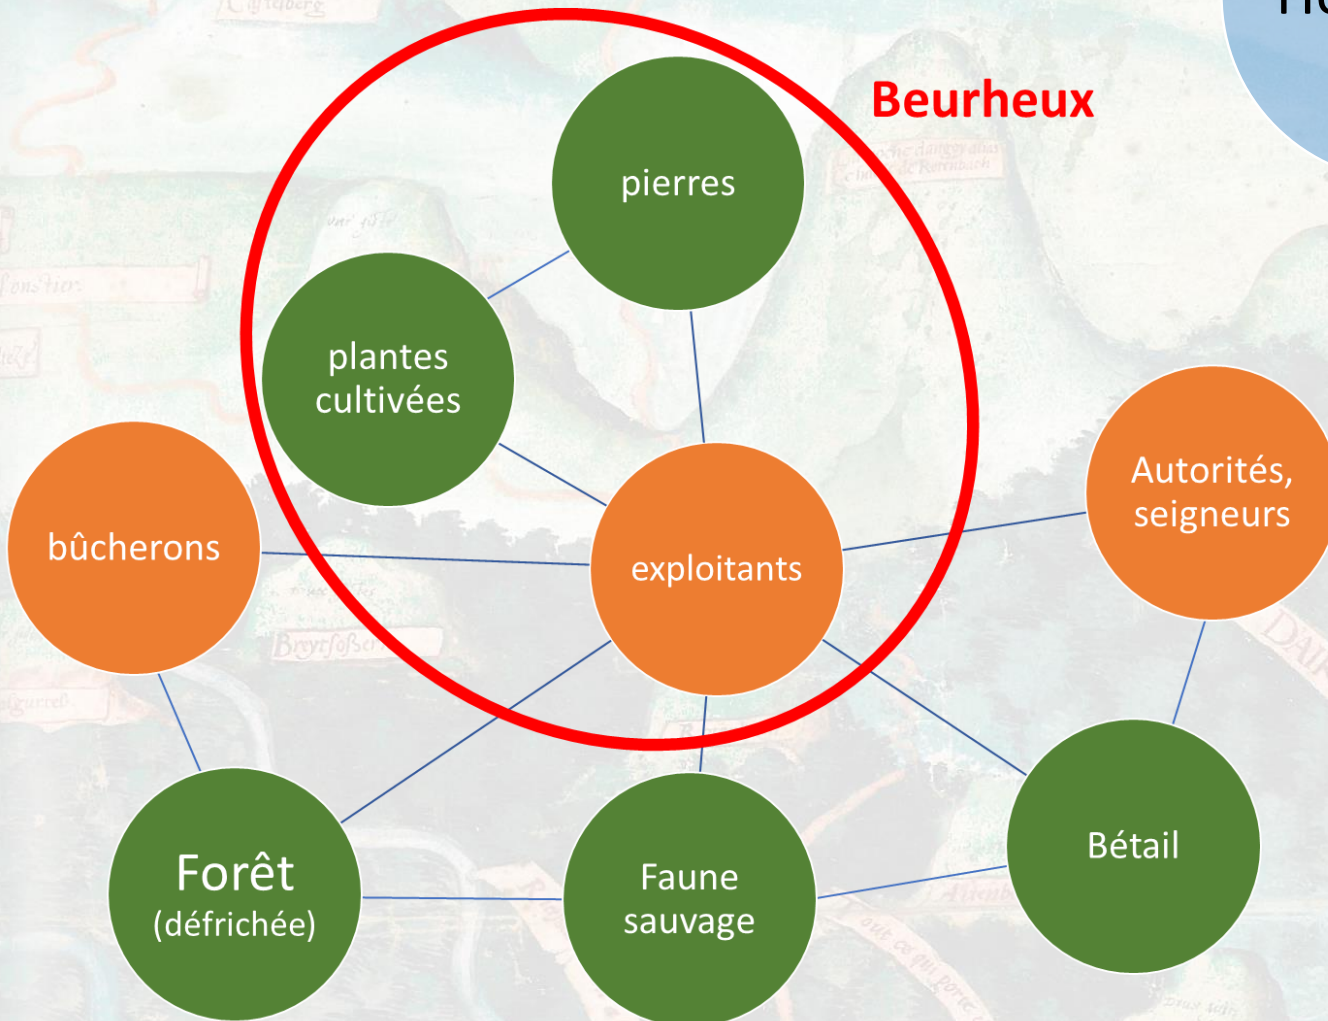 Beurheux
pierres
plantes
cultivées
Autorités,
seigneurs
bûcherons
exploitants
Bétail
Forêt
(défrichée)
Faune
sauvage